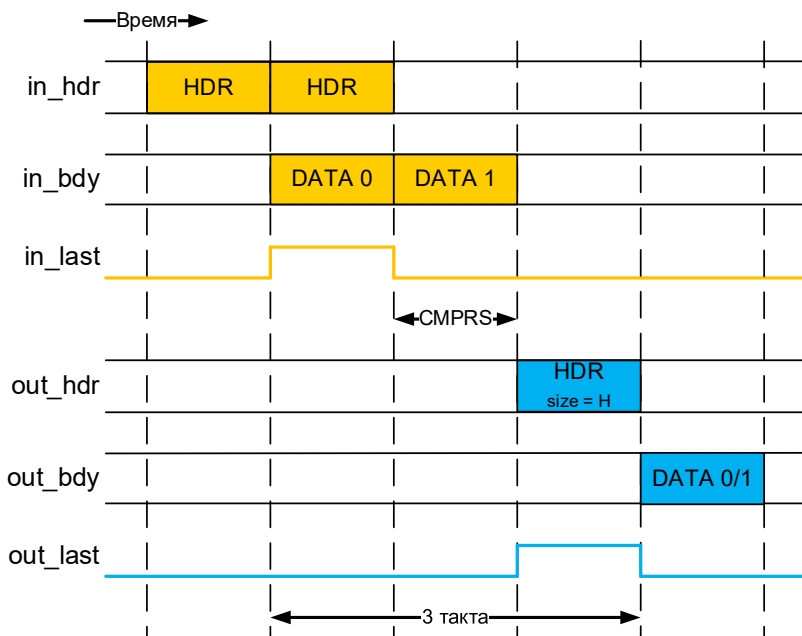 Время
in_hdr
HDR HDR
in_bdy
DATA 0 DATA 1
in_last
CMPRS
out_hdr
HDR
size = H
out_bdy
DATA 0/1
out_last
3 такта